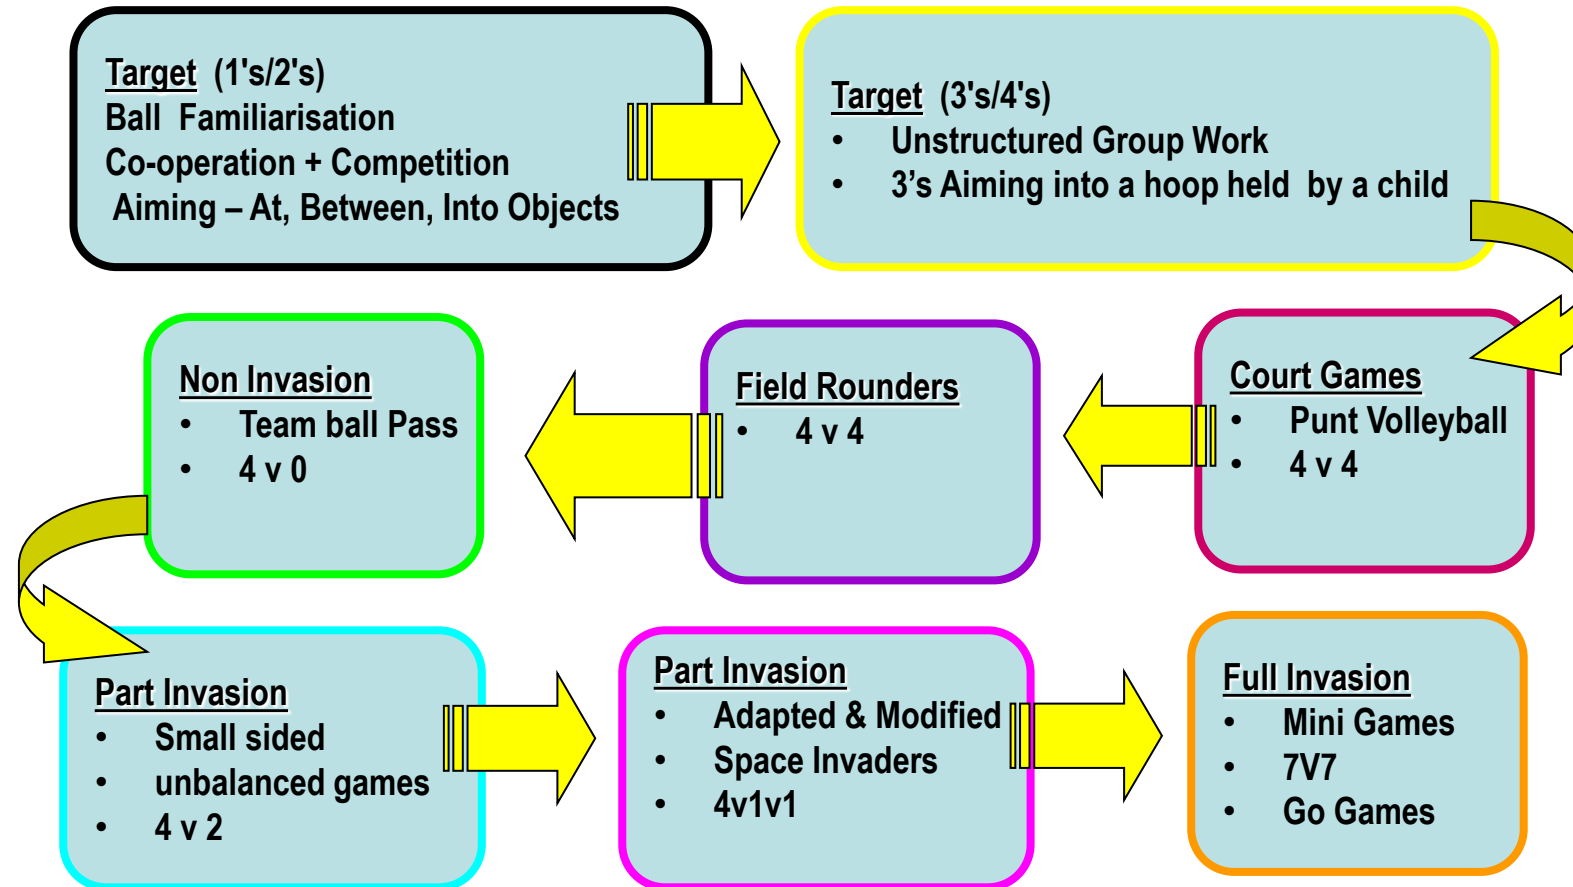 Target (1's/2's)
Ball Familiarisation
Co-operation + Competition
Aiming – At, Between, Into Objects
Target (3's/4's)
• Unstructured Group Work
• 3’s Aiming into a hoop held by a child
Court Games
• Punt Volleyball
• 4 v 4
Field Rounders
• 4 v 4
Non Invasion
• Team ball Pass
• 4 v 0
Part Invasion
• Small sided
• unbalanced games
• 4 v 2
Part Invasion
• Adapted & Modified
• Space Invaders
• 4v1v1
Full Invasion
• Mini Games
• 7V7
• Go Games